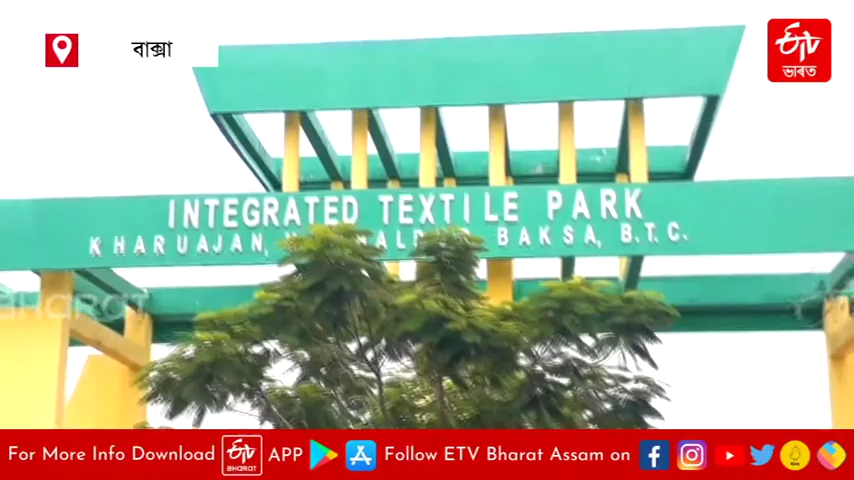 বাক্সা
ETV
ভাৰত
INTEGRATED TEXTILE PARK
KHARUAJAN, BAKSA, B.T.C.
BHARAT
For More Info Download ETV BHARAT APP Follow ETV Bharat Assam on